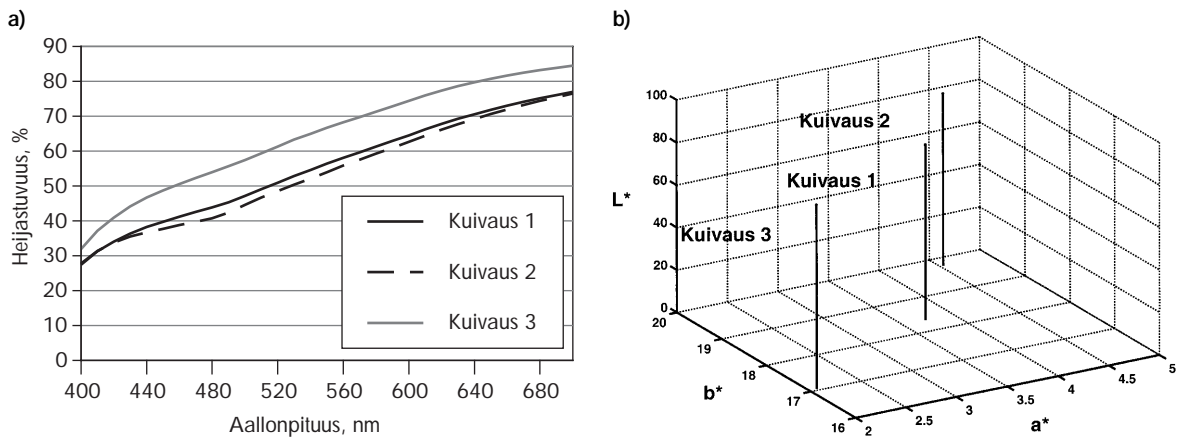 a)
90
80
70
60
50
40
30
20
10
0
Heijastuvuus, %
400 440 480 520 560 600 640 680
Aallonpituus, nm
Kuivaus 1
Kuivaus 2
Kuivaus 3
b)
100
80
60
40
20
0
L*
Kuivaus 2
Kuivaus 1
Kuivaus 3
20
19
18
17
16
b*
2
2.5
3
3.5
4
4.5
5
a*